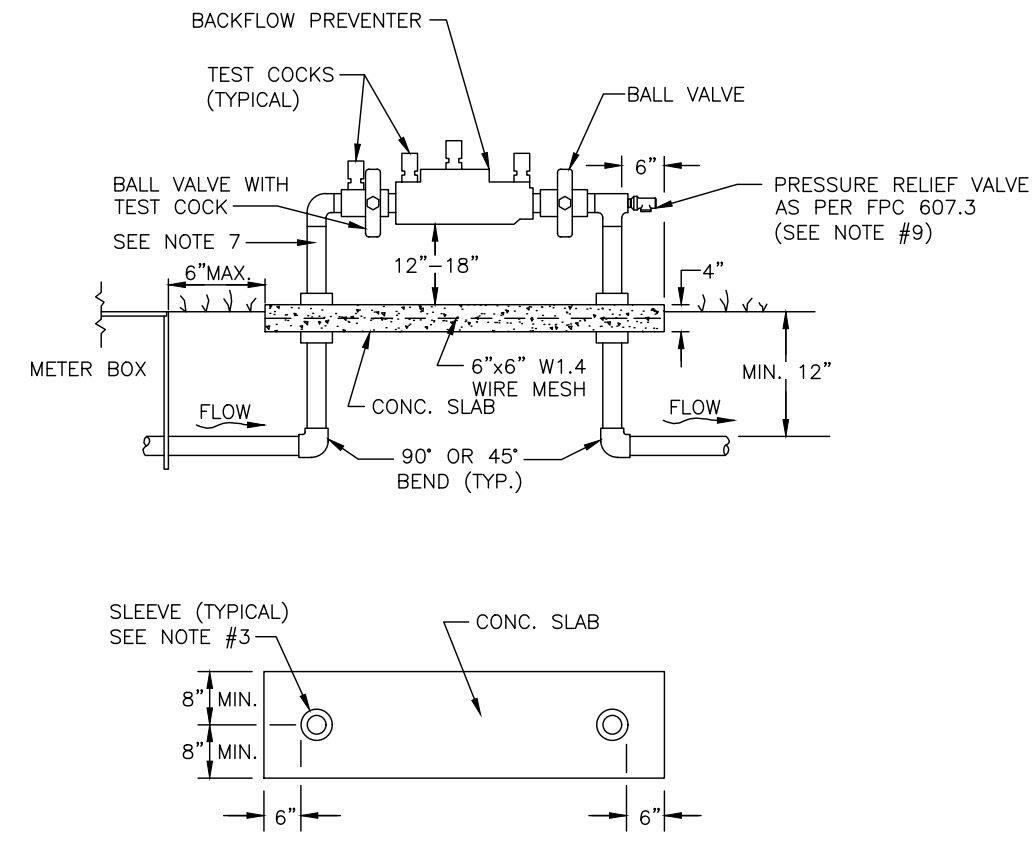 BACKFLOW PREVENTER
TEST COCKS
(TYPICAL)
BALL VALVE
6"
BALL VALVE WITH
TEST COCK
PRESSURE RELIEF VALVE
AS PER FPC 607.3
(SEE NOTE #9)
SEE NOTE 7
12"-18"
6"MAX.
4"
METER BOX
6"x6" W1.4
WIRE MESH
MIN. 12"
CONC. SLAB
FLOW
FLOW
90° OR 45°
BEND (TYP.)
SLEEVE (TYPICAL)
SEE NOTE #3
CONC. SLAB
8" MIN.
8" MIN.
6"
6"